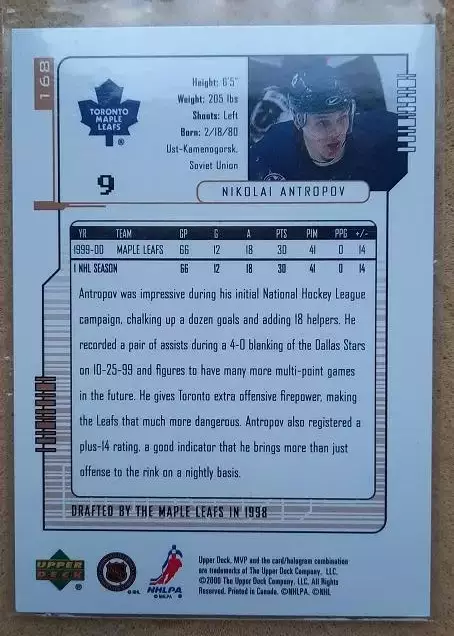 168
TORONTO
MAPLE
LEAFS
®
9
Height: 6'5"
Weight: 205 lbs
Shoots: Left
Born: 2/18/80
Ust-Kamenogorsk,
Soviet Union
NIKOLAI ANTROPOV
YR TEAM GP G A PTS PIM PPG +/-
1999-00 MAPLE LEAFS 66 12 18 30 41 0 14
1 NHL SEASON 66 12 18 30 41 0 14
Antropov was impressive during his initial National Hockey League
campaign, chalking up a dozen goals and adding 18 helpers. He
recorded a pair of assists during a 4-0 blanking of the Dallas Stars
on 10-25-99 and figures to have many more multi-point games
in the future. He gives Toronto extra offensive firepower, making
the Leafs that much more dangerous. Antropov also registered a
plus-14 rating, a good indicator that he brings more than just
offense to the rink on a nightly basis.
DRAFTED BY THE MAPLE LEAFS IN 1998
UPPER
DECK
®
NHL
NHLPA
Upper Deck, MVP and the card/hologram combination
are trademarks of The Upper Deck Company, LLC.
©2000 The Upper Deck Company, LLC. All Rights
Reserved. Printed in Canada. ©NHLPA, ©NHL